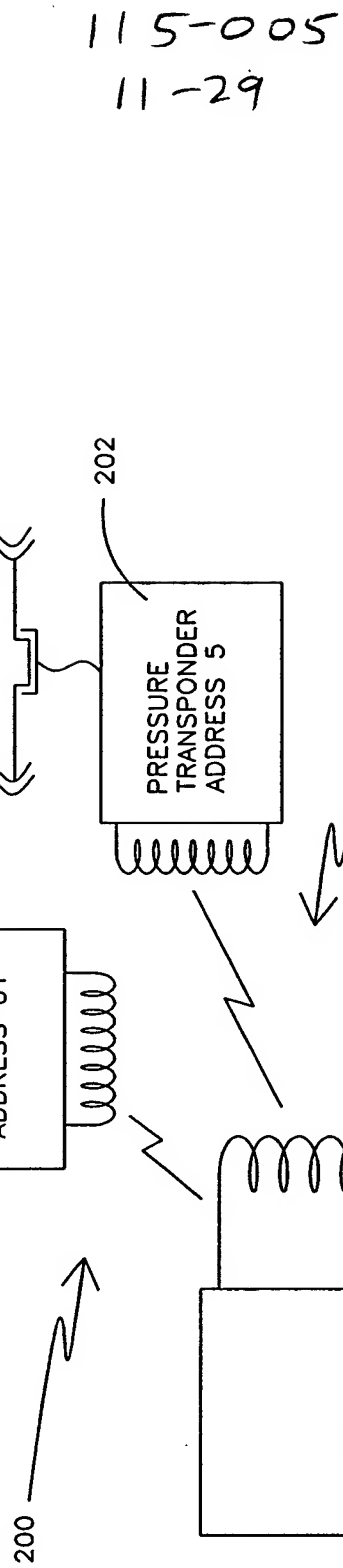 115-005
11-29
202
PRESSURE
TRANSPONDER
ADDRESS 5
200